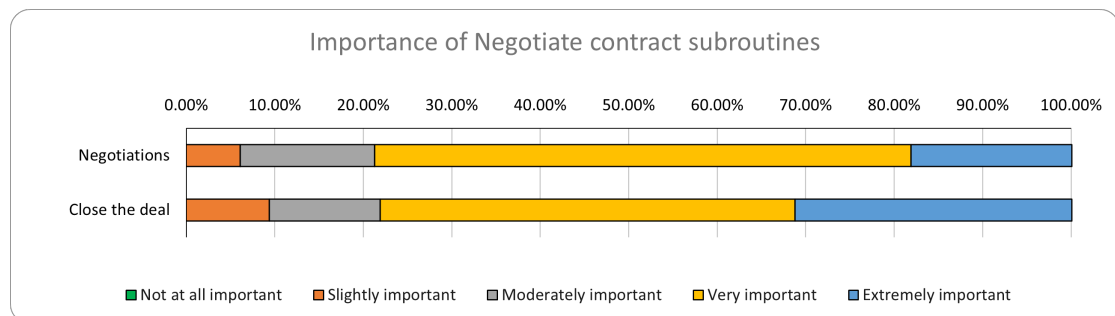 Importance of Negotiate contract subroutines
0.00% 10.00% 20.00% 30.00% 40.00% 50.00% 60.00% 70.00% 80.00% 90.00% 100.00%
Negotiations
Close the deal
Not at all important Slightly important Moderately important Very important Extremely important